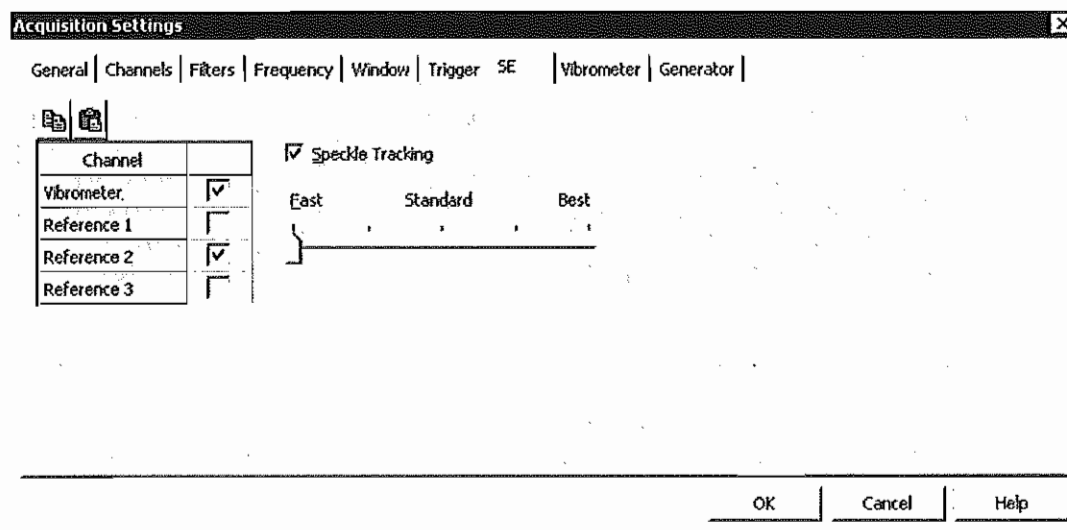 Acquisition Settings
General Channels Filters Frequency Window Trigger SE Vibrometer Generator
Channel
Vibrometer
Reference 1
Reference 2
Reference 3
Speckle Tracking
Fast Standard Best
OK Cancel Help